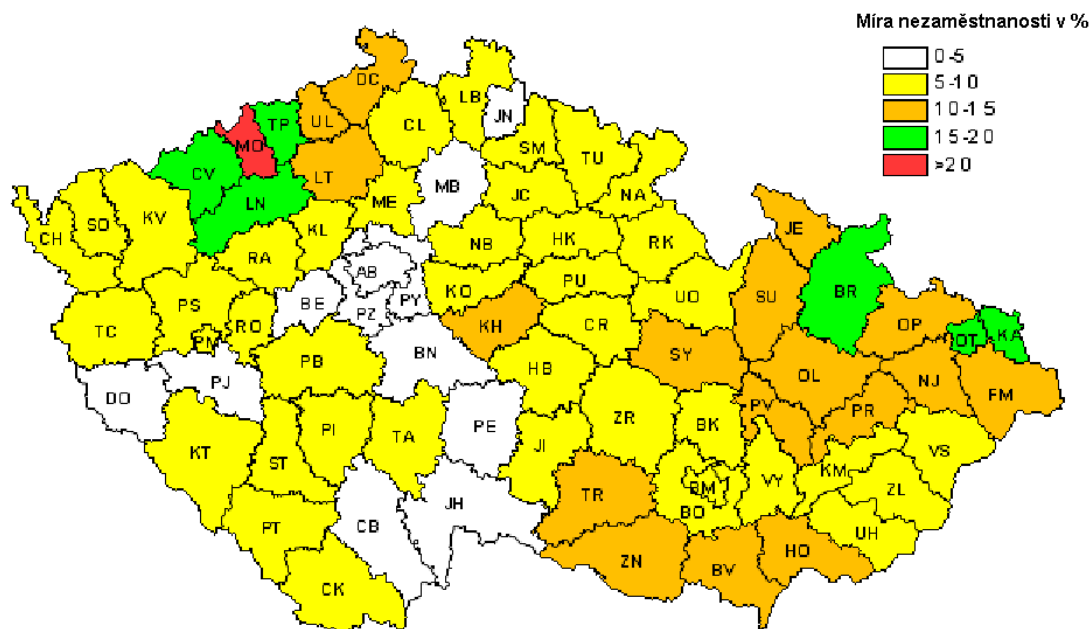 Míra nezaměstnanosti v %
0-5
5-10
10-15
15-20
>20
DC
LB
JN
TP
UL
CL
MO
SM
TU
CV
LT
MB
JC
NA
LN
ME
KL
NB
HK
RK
CH
SO
KV
RA
AB
JE
BE
PZ
PY
KO
PU
UO
SU
BR
PS
TC
RO
PN
KH
CR
OP
OT
KA
PB
BN
SY
DO
PJ
HB
OL
NJ
FM
PE
ZR
PV
PR
KT
PI
TA
BK
ST
JI
KM
VS
BM
VY
ZL
TR
BO
JH
PT
CB
UH
HO
ZN
BV
CK